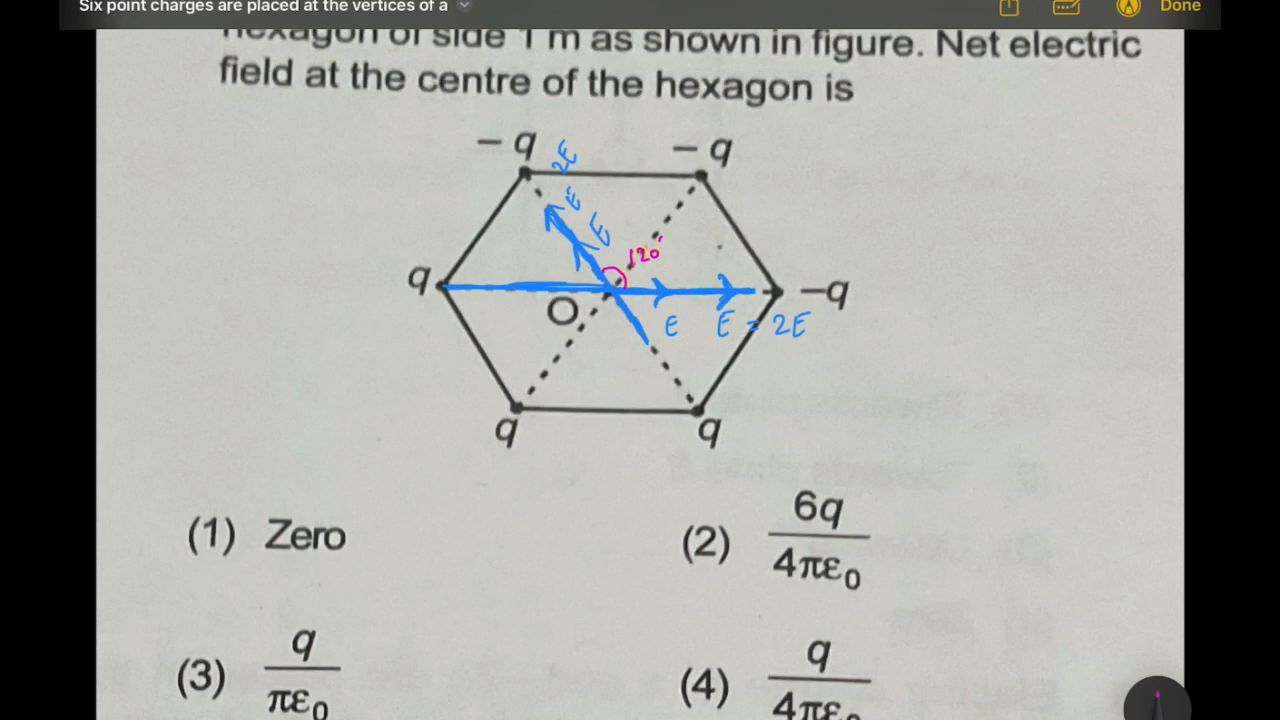 Six point charges are placed at the vertices of a
Done
hexagon of side 1 m as shown in figure. Net electric
field at the centre of the hexagon is
– q 2E – q
E
E
120°
q O –q
E E = 2E
q q
(1) Zero (2) 6q/4πε₀
(3) q/πε₀ (4) q/4πε₀